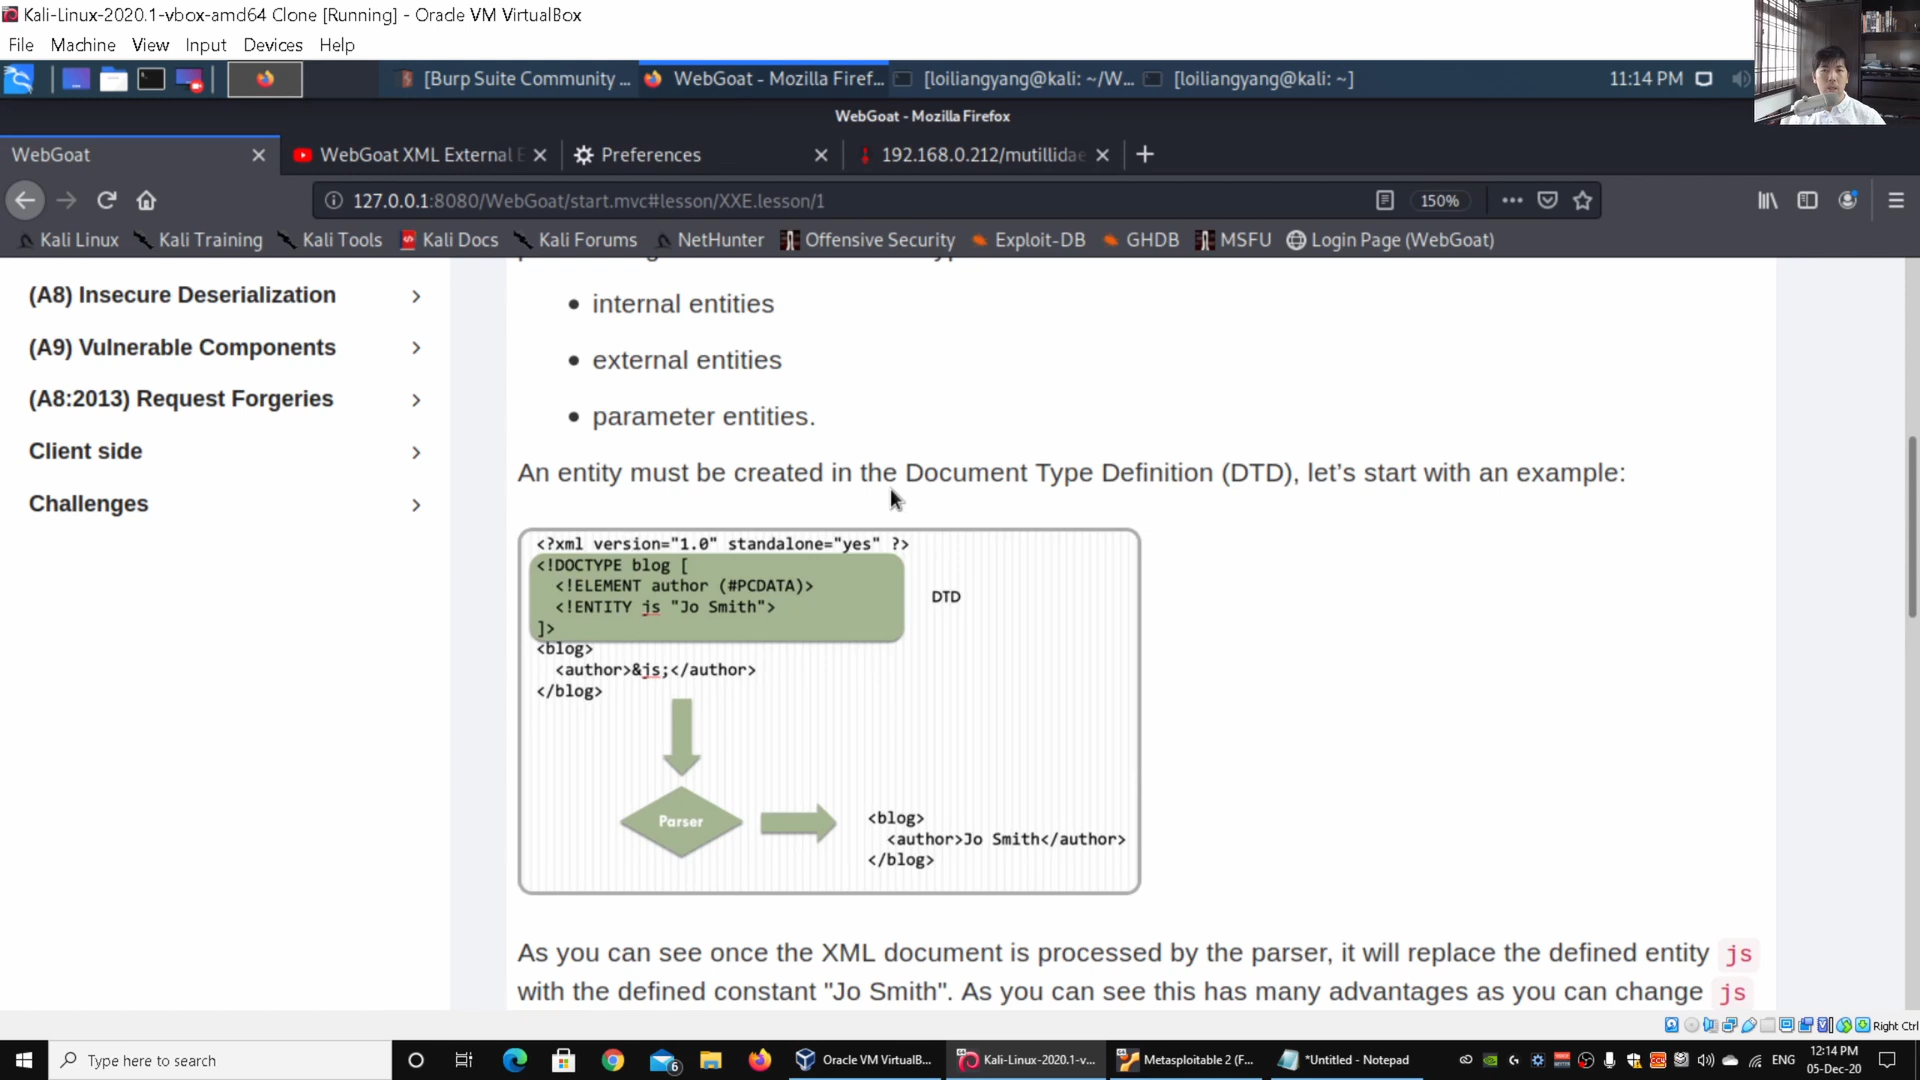 Kali-Linux-2020.1-vbox-amd64 Clone [Running] - Oracle VM VirtualBox
File Machine View Input Devices Help
[Burp Suite Community ... WebGoat - Mozilla Firef... [loiliangyang@kali: ~/W... [loiliangyang@kali: ~] 11:14 PM
WebGoat - Mozilla Firefox
WebGoat WebGoat XML External E Preferences 192.168.0.212/mutillidae
127.0.0.1:8080/WebGoat/start.mvc#lesson/XXE.lesson/1 150%
Kali Linux Kali Training Kali Tools Kali Docs Kali Forums NetHunter Offensive Security Exploit-DB GHDB MSFU Login Page (WebGoat)
(A8) Insecure Deserialization
(A9) Vulnerable Components
(A8:2013) Request Forgeries
Client side
Challenges
• internal entities
• external entities
• parameter entities.
An entity must be created in the Document Type Definition (DTD), let's start with an example:
<?xml version="1.0" standalone="yes" ?>
<!DOCTYPE blog [
<!ELEMENT author (#PCDATA)>
<!ENTITY js "Jo Smith">
]>
DTD
<blog>
<author>&js;</author>
</blog>
Parser
<blog>
<author>Jo Smith</author>
</blog>
As you can see once the XML document is processed by the parser, it will replace the defined entity js
with the defined constant "Jo Smith". As you can see this has many advantages as you can change js
Right Ctrl
Type here to search 6 Oracle VM VirtualB... Kali-Linux-2020.1-v... Metasploitable 2 (F... *Untitled - Notepad ENG 12:14 PM
05-Dec-20